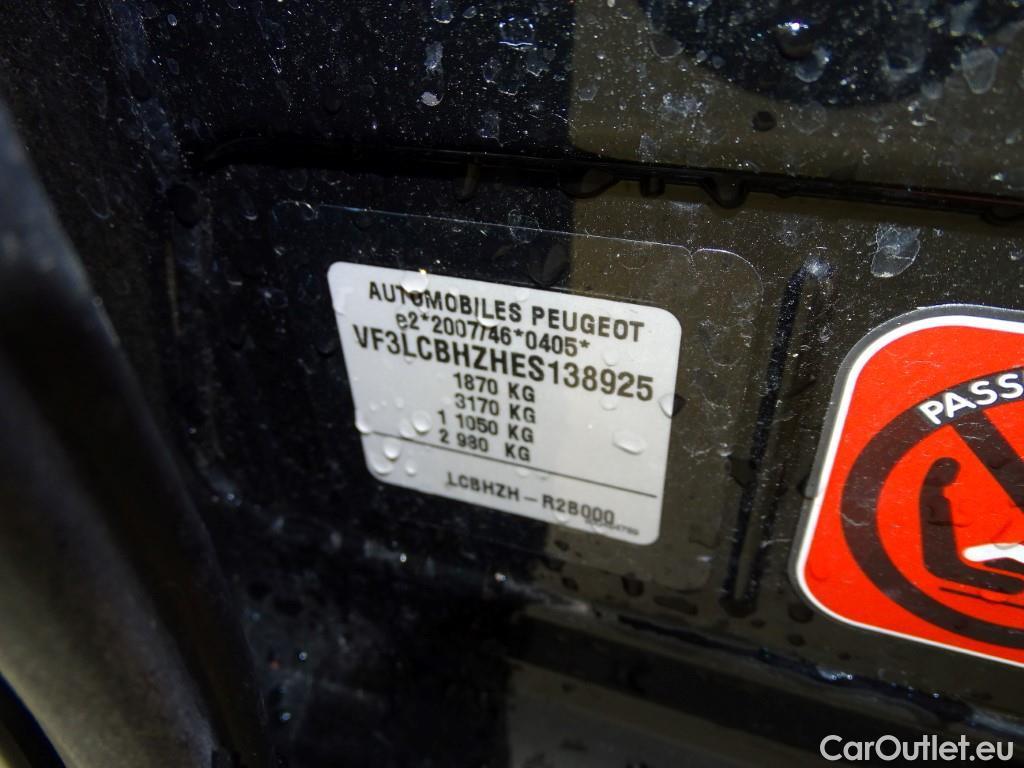 AUTOMOBILES PEUGEOT
e2*2007/46*0405*
VF3LCBHZHES138925
1870 KG
3170 KG
1 1050 KG
2 980 KG
LCBHZH-R2B000
PASS
CarOutlet.eu